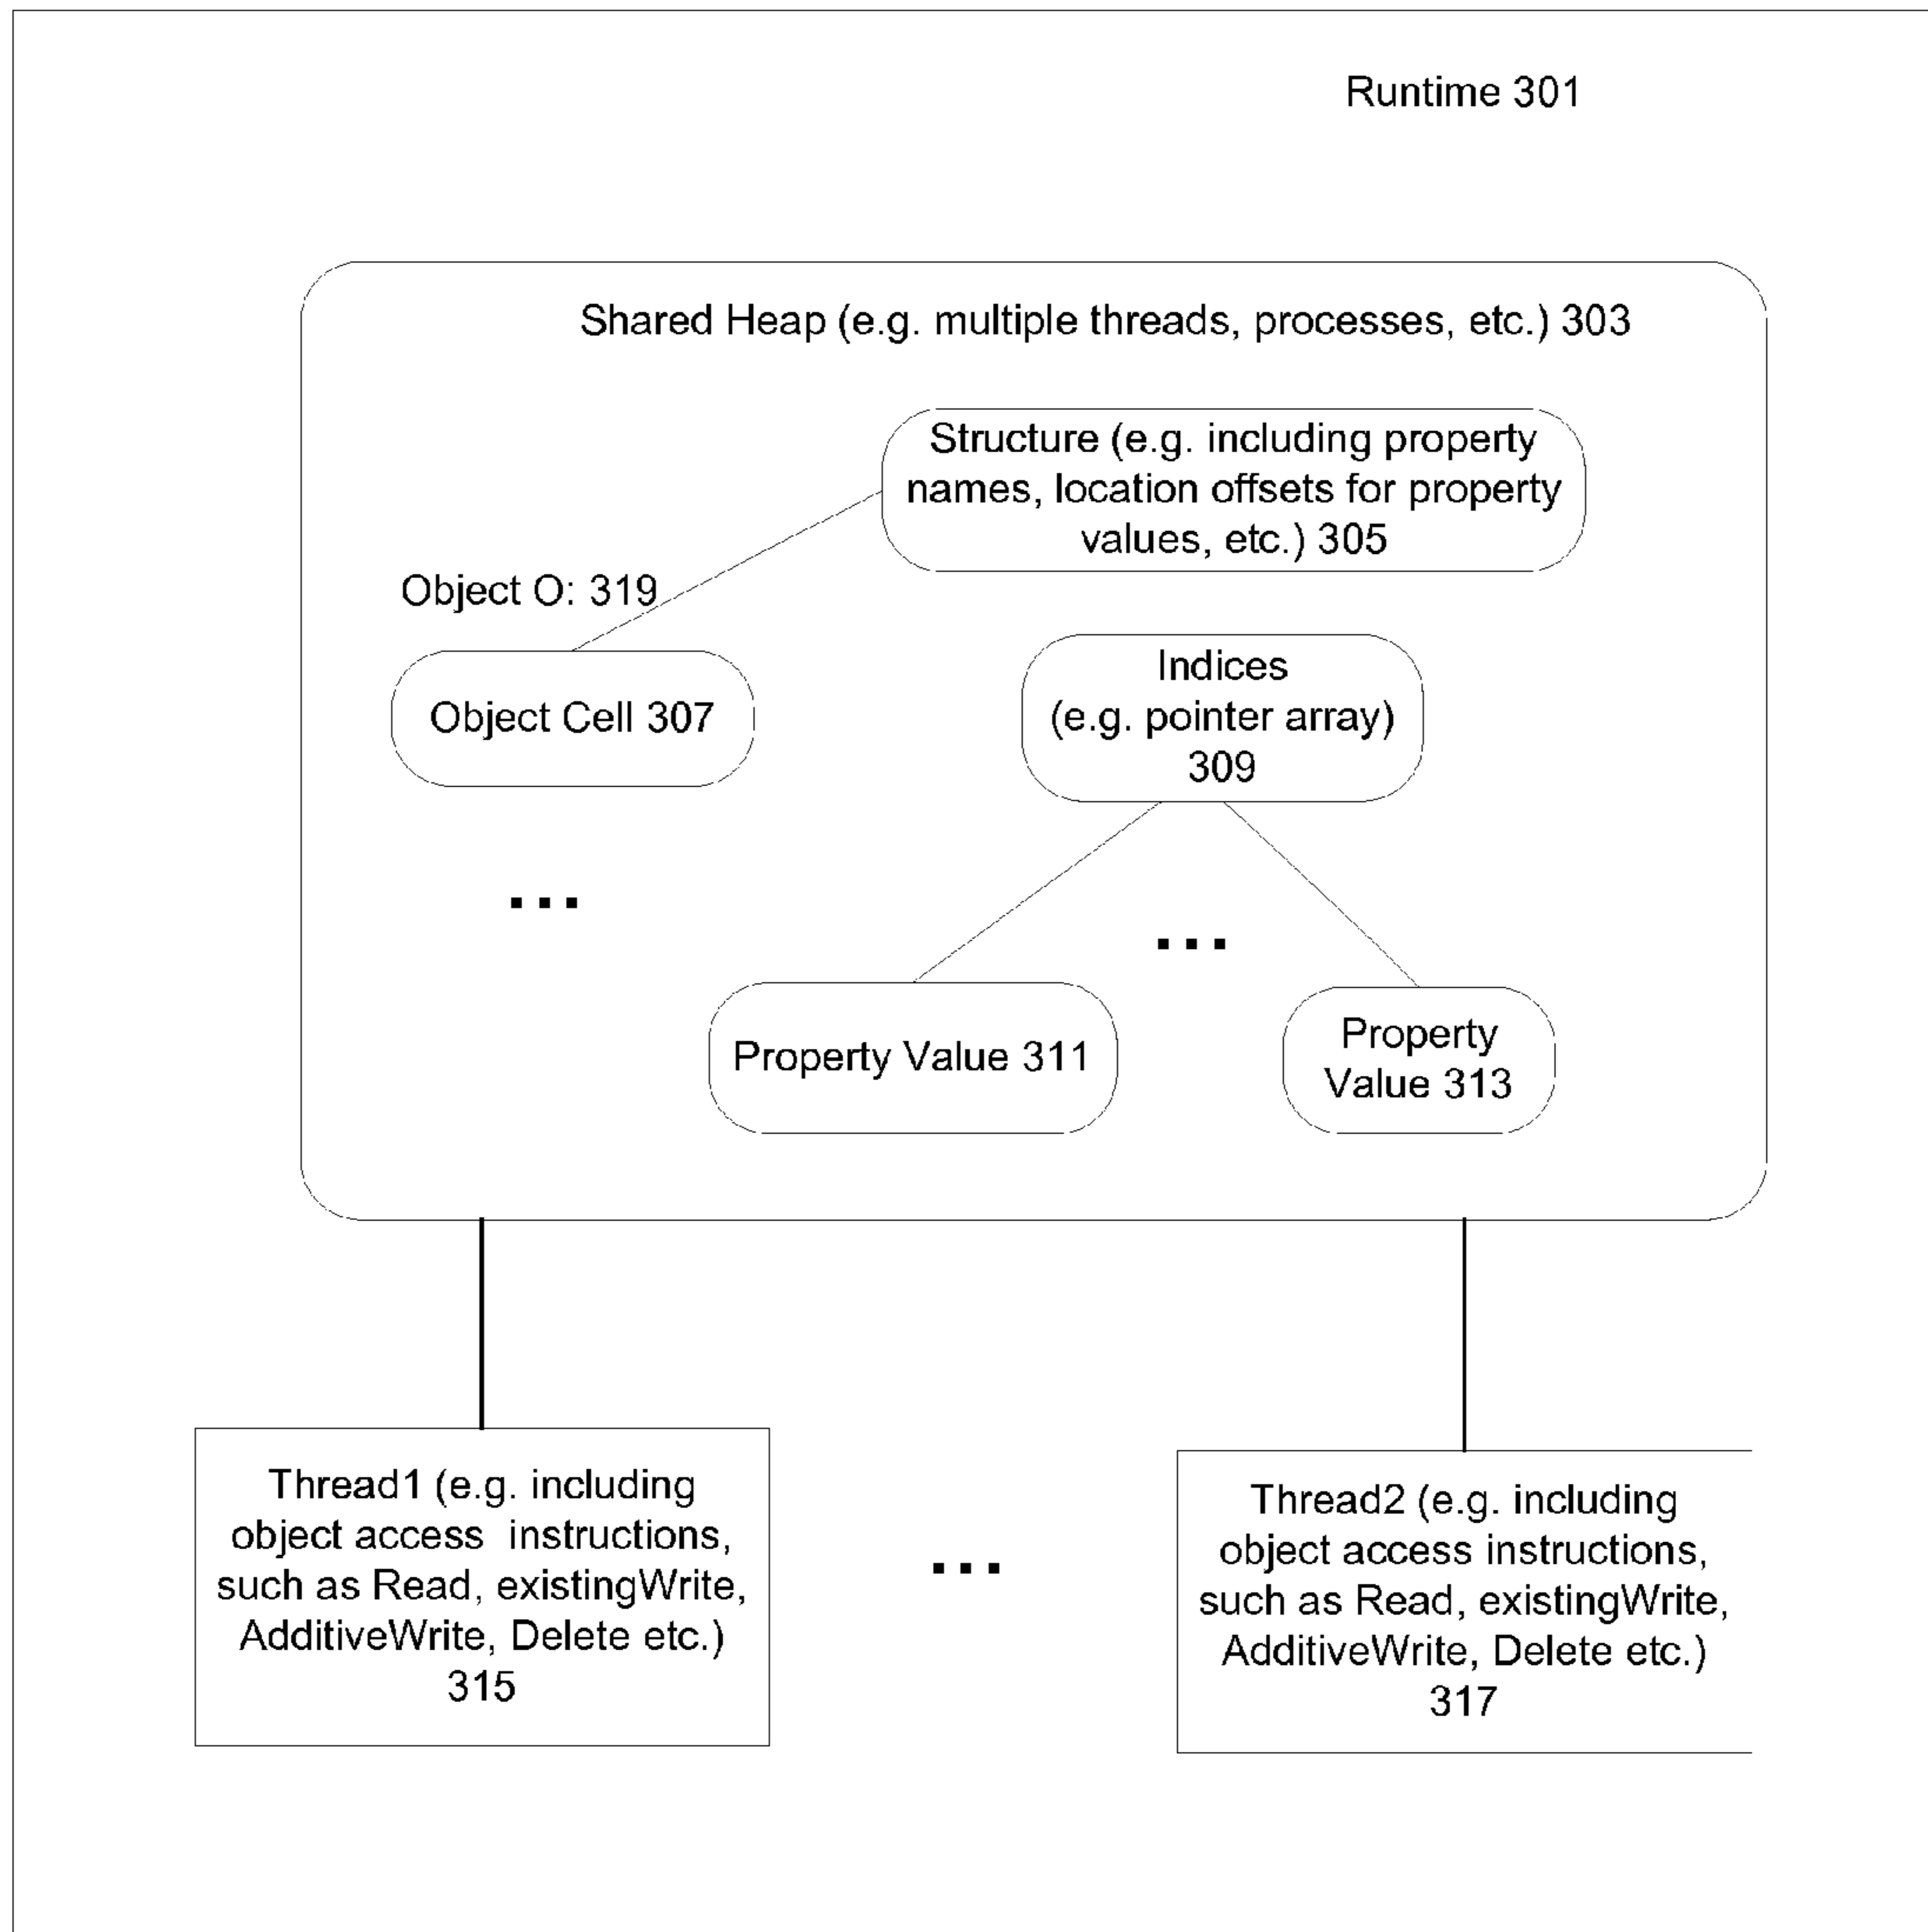 Runtime 301
Shared Heap (e.g. multiple threads, processes, etc.) 303
Structure (e.g. including property
names, location offsets for property
values, etc.) 305
Object O: 319
Object Cell 307
Indices
(e.g. pointer array)
309
...
...
Property Value 311
Property
Value 313
Thread1 (e.g. including
object access  instructions,
such as Read, existingWrite,
AdditiveWrite, Delete etc.)
315
...
Thread2 (e.g. including
object access instructions,
such as Read, existingWrite,
AdditiveWrite, Delete etc.)
317